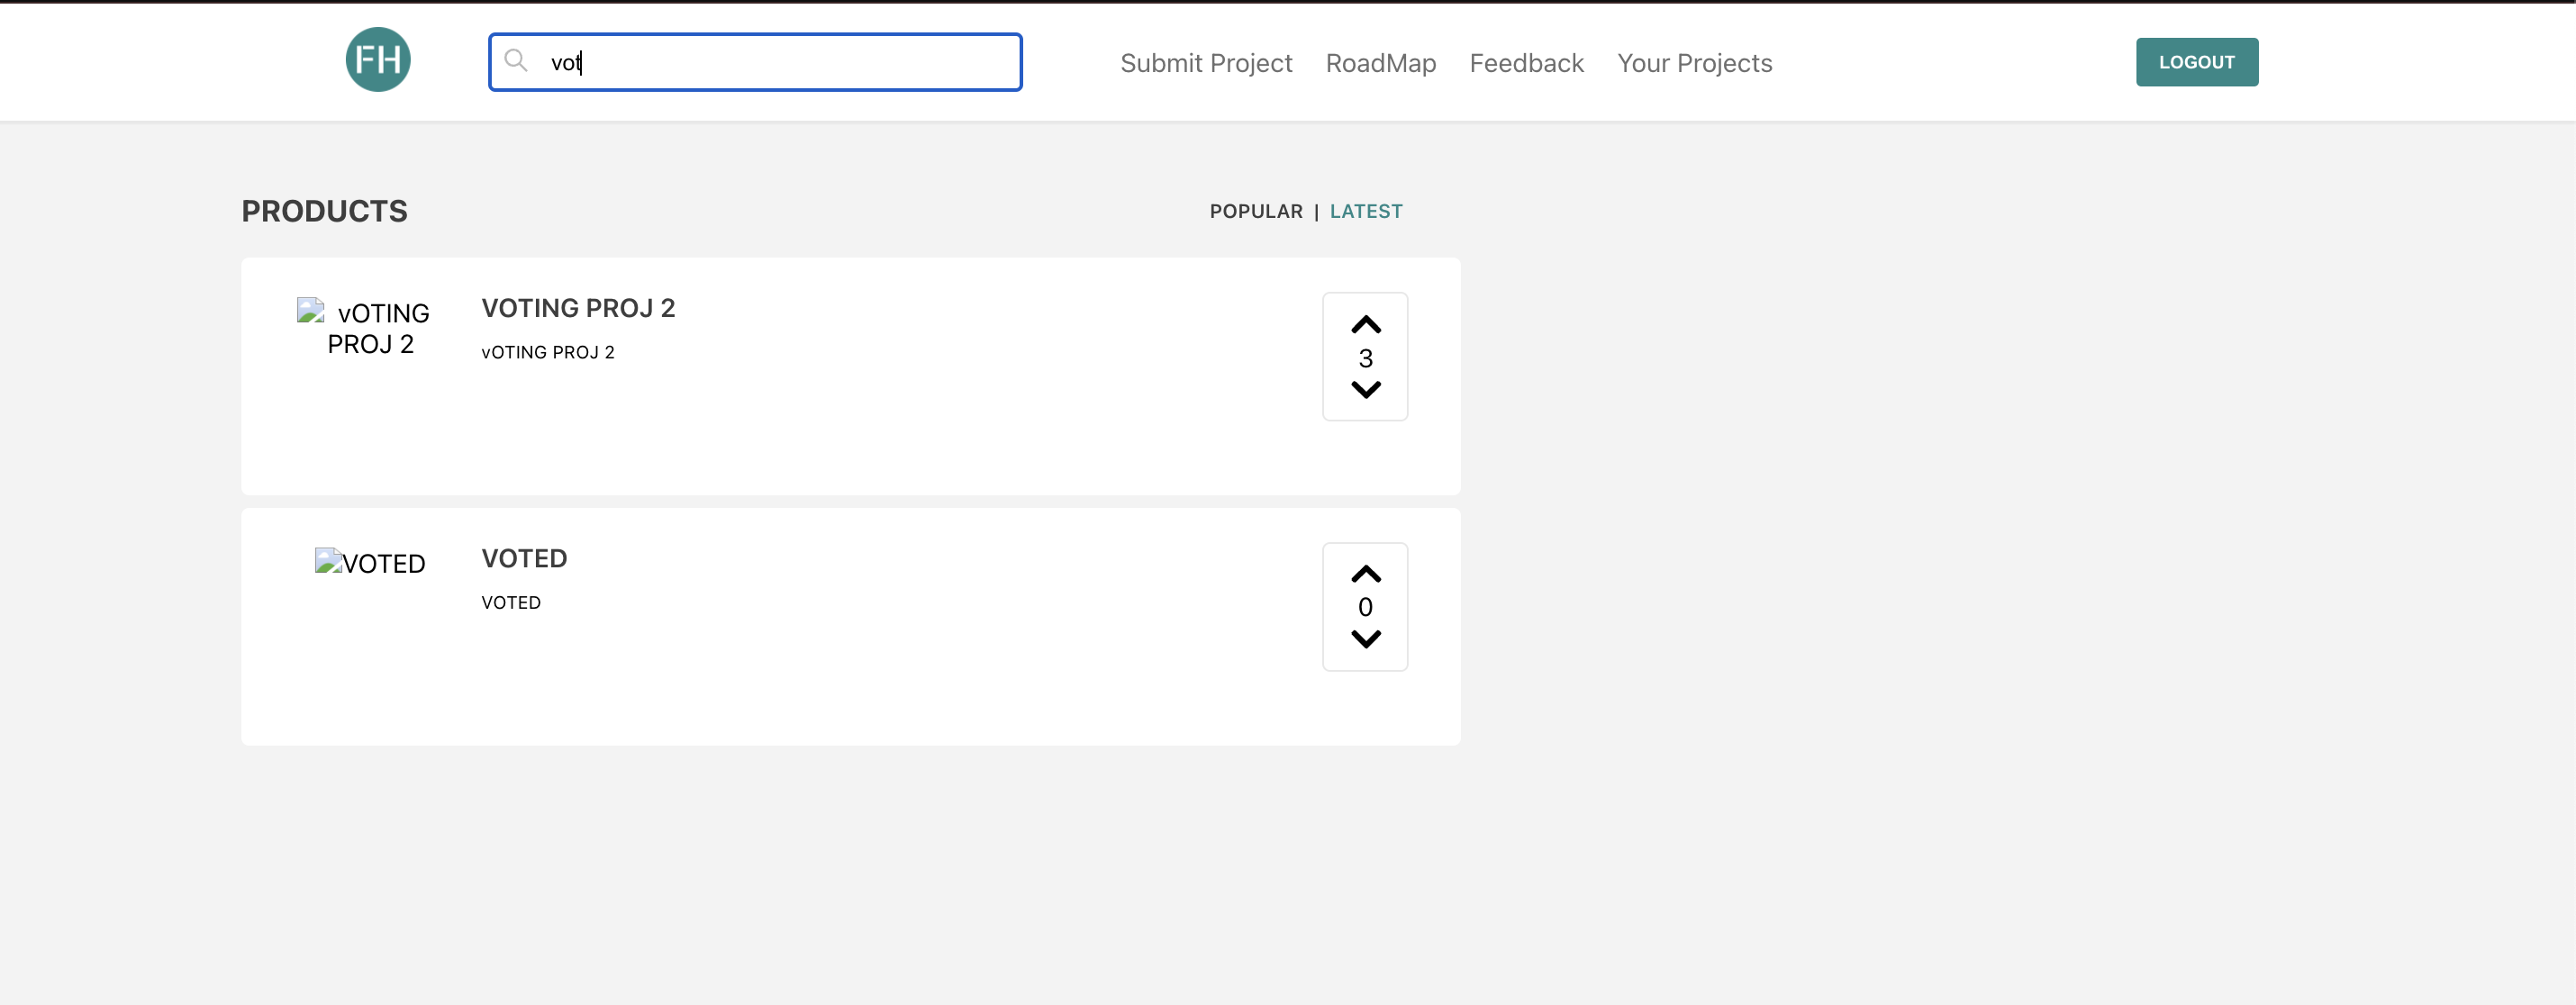 FH
vot
Submit Project RoadMap Feedback Your Projects
LOGOUT
PRODUCTS
POPULAR | LATEST
vOTING
PROJ 2
VOTING PROJ 2
vOTING PROJ 2
3
VOTED
VOTED
VOTED
0